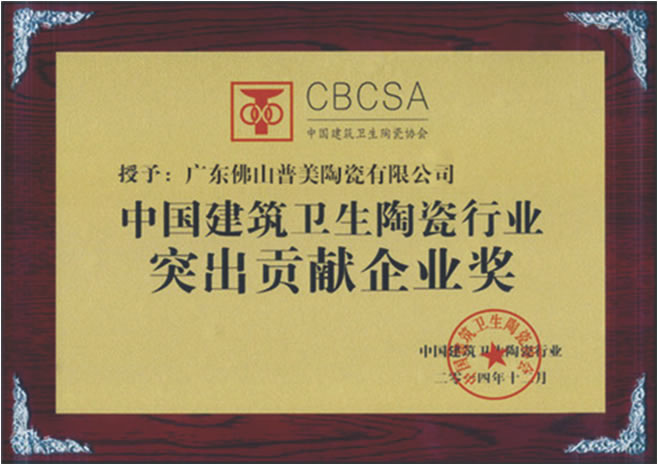 CBCSA
中国建筑卫生陶瓷协会
授予：广东佛山普美陶瓷有限公司
中国建筑卫生陶瓷行业
突出贡献企业奖
中国建筑卫生陶瓷行业
二零一四年十二月